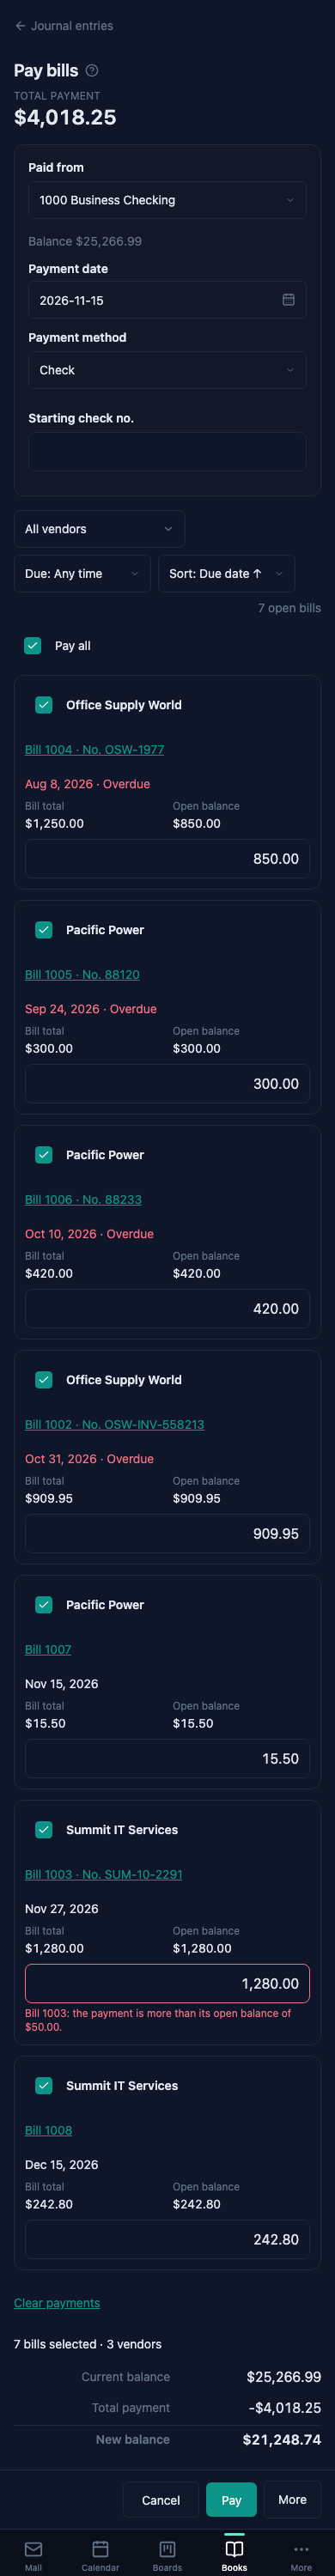 ← Journal entries
Pay bills
TOTAL PAYMENT
$4,018.25
Paid from
1000 Business Checking
Balance $25,266.99
Payment date
2026-11-15
Payment method
Check
Starting check no.
All vendors
Due: Any time
Sort: Due date ↑
7 open bills
Pay all
Office Supply World
Bill 1004 · No. OSW-1977
Aug 8, 2026 · Overdue
Bill total Open balance
$1,250.00 $850.00
850.00
Pacific Power
Bill 1005 · No. 88120
Sep 24, 2026 · Overdue
Bill total Open balance
$300.00 $300.00
300.00
Pacific Power
Bill 1006 · No. 88233
Oct 10, 2026 · Overdue
Bill total Open balance
$420.00 $420.00
420.00
Office Supply World
Bill 1002 · No. OSW-INV-558213
Oct 31, 2026 · Overdue
Bill total Open balance
$909.95 $909.95
909.95
Pacific Power
Bill 1007
Nov 15, 2026
Bill total Open balance
$15.50 $15.50
15.50
Summit IT Services
Bill 1003 · No. SUM-10-2291
Nov 27, 2026
Bill total Open balance
$1,280.00 $1,280.00
1,280.00
Bill 1003: the payment is more than its open balance of
$50.00.
Summit IT Services
Bill 1008
Dec 15, 2026
Bill total Open balance
$242.80 $242.80
242.80
Clear payments
7 bills selected · 3 vendors
Current balance $25,266.99
Total payment -$4,018.25
New balance $21,248.74
Cancel Pay More
Mail Calendar Boards Books More